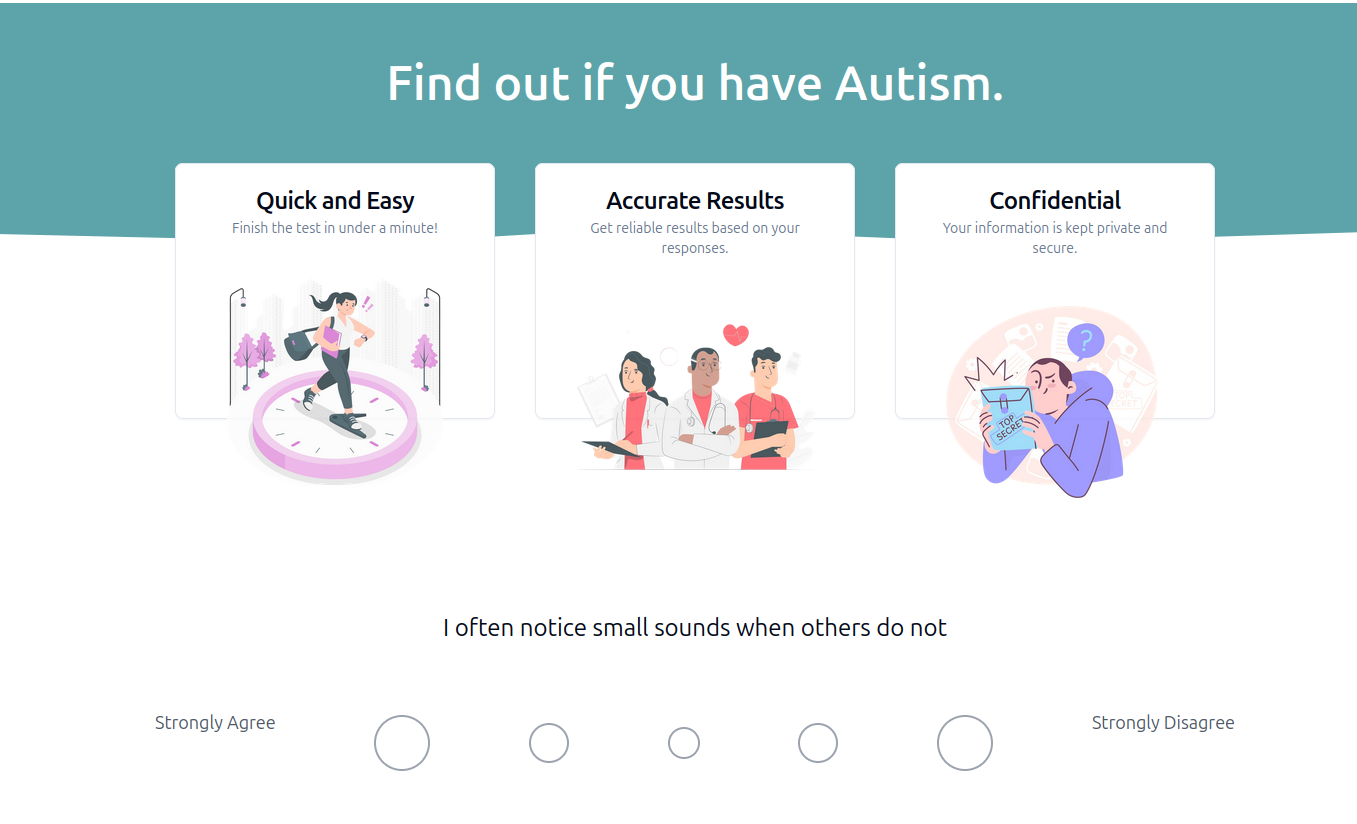 Find out if you have Autism.
Quick and Easy
Finish the test in under a minute!
Accurate Results
Get reliable results based on your
responses.
Confidential
Your information is kept private and
secure.
?
TOP
SECRET
I often notice small sounds when others do not
Strongly Agree
Strongly Disagree